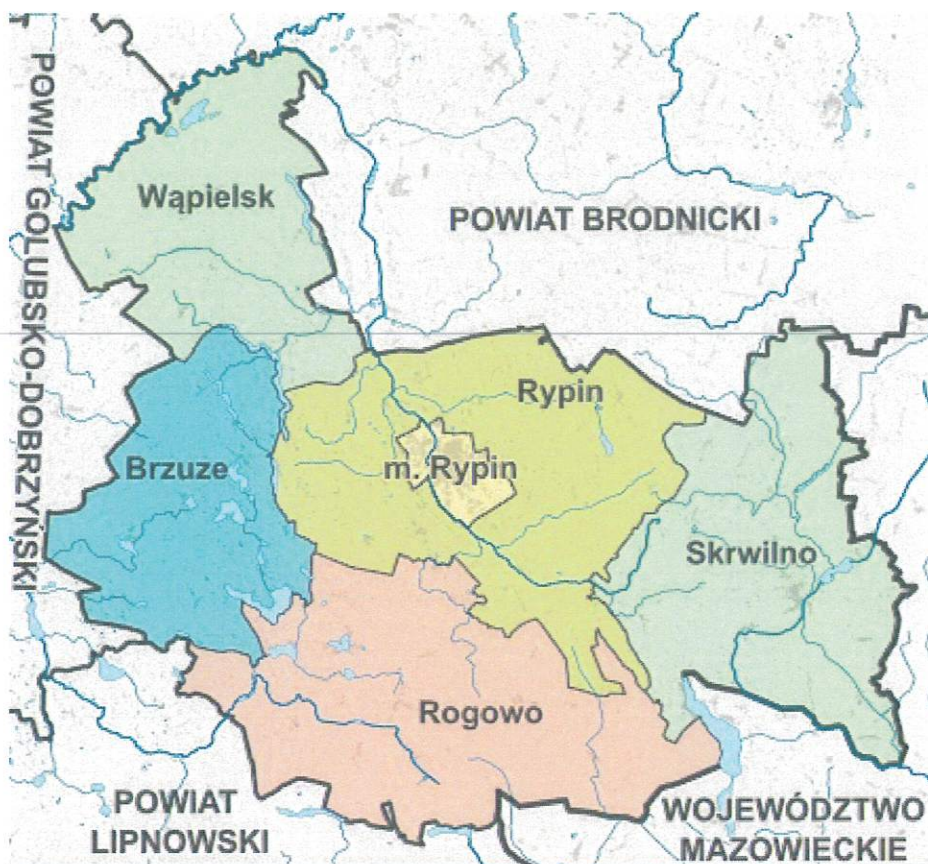 POWIAT GOLUBSKO-DOBRZYŃSKI
Wąpielsk
POWIAT BRODNICKI
Rypin
m. Rypin
Brzuze
Skrwilno
Rogowo
POWIAT
LIPNOWSKI
WOJEWÓDZTWO
MAZOWIECKIE